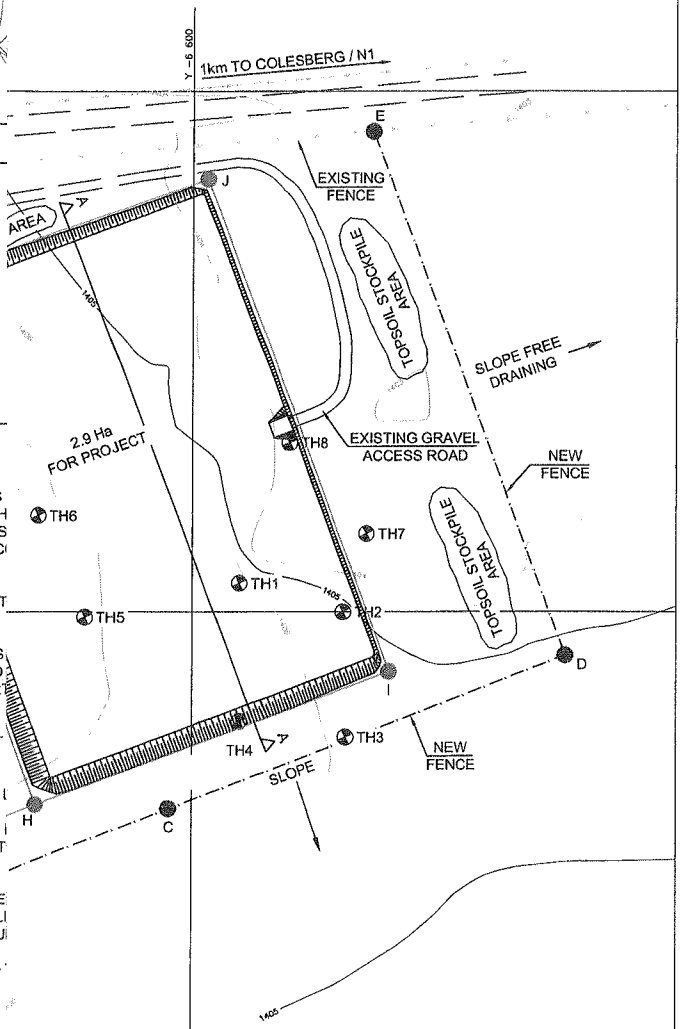 Y -6 600
1km TO COLESBERG / N1
E
EXISTING
FENCE
J
A
AREA
TOPSOIL STOCKPILE
AREA
1405
SLOPE FREE
DRAINING
2.9 Ha
FOR PROJECT
TH8
EXISTING GRAVEL
ACCESS ROAD
NEW
FENCE
TH6
TH7
TOPSOIL STOCKPILE
AREA
TH1
1405
TH2
TH5
D
I
TH4
A
TH3
NEW
FENCE
SLOPE
H
C
1405